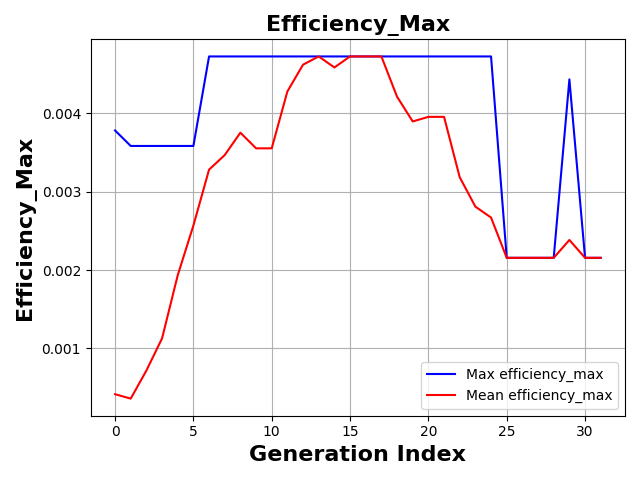 Efficiency_Max
Efficiency_Max
0.004
0.003
0.002
0.001
0 5 10 15 20 25 30
Generation Index
Max efficiency_max
Mean efficiency_max